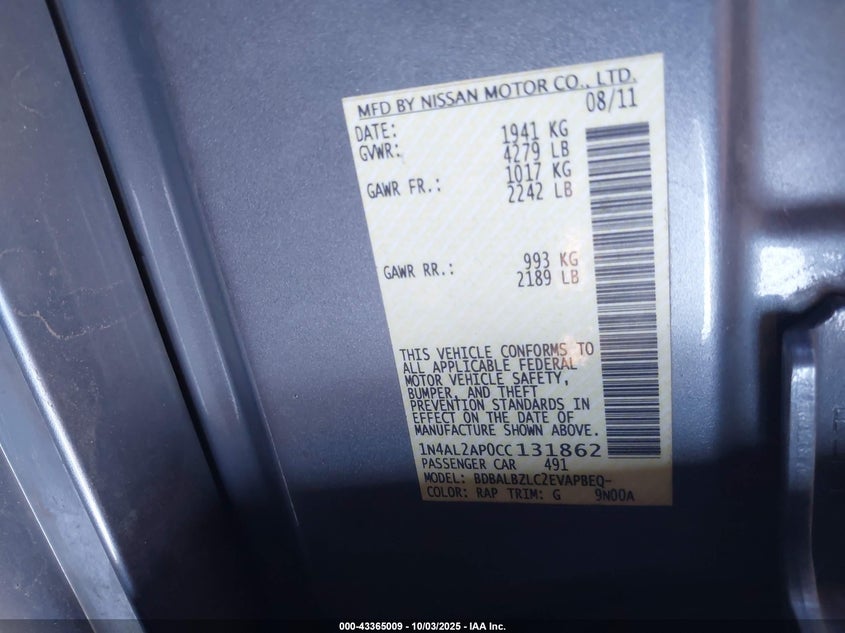 MFD BY NISSAN MOTOR CO., LTD.
DATE: 08/11
GVWR: 1941 KG
4279 LB
GAWR FR.: 1017 KG
2242 LB
GAWR RR.: 993 KG
2189 LB
THIS VEHICLE CONFORMS TO
ALL APPLICABLE FEDERAL
MOTOR VEHICLE SAFETY,
BUMPER, AND THEFT
PREVENTION STANDARDS IN
EFFECT ON THE DATE OF
MANUFACTURE SHOWN ABOVE.
1N4AL2AP0CC131862
PASSENGER CAR 491
MODEL: BDBALBZLC2EVAPBEQ-
COLOR: RAP TRIM: G 9N00A
000-43365009 - 10/03/2025 - IAA Inc.